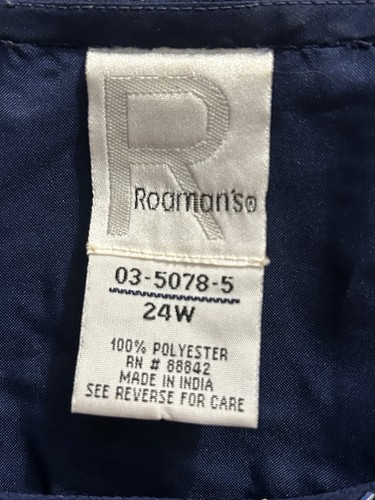 R
Roaman's®
03-5078-5
24W
100% POLYESTER
RN # 88842
MADE IN INDIA
SEE REVERSE FOR CARE